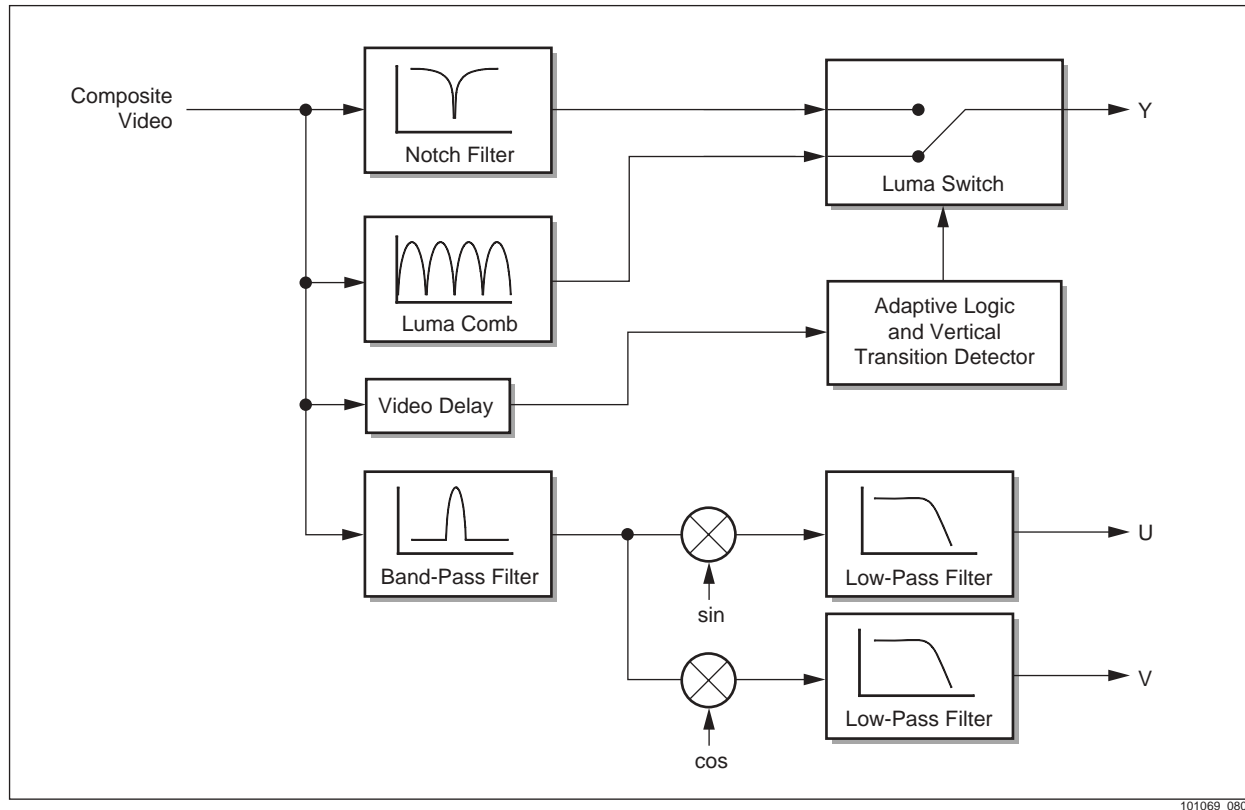 Composite
Video
Notch Filter
Luma Switch
Y
Luma Comb
Adaptive Logic
and Vertical
Transition Detector
Video Delay
Band-Pass Filter
sin
Low-Pass Filter
U
cos
Low-Pass Filter
V
101069_080